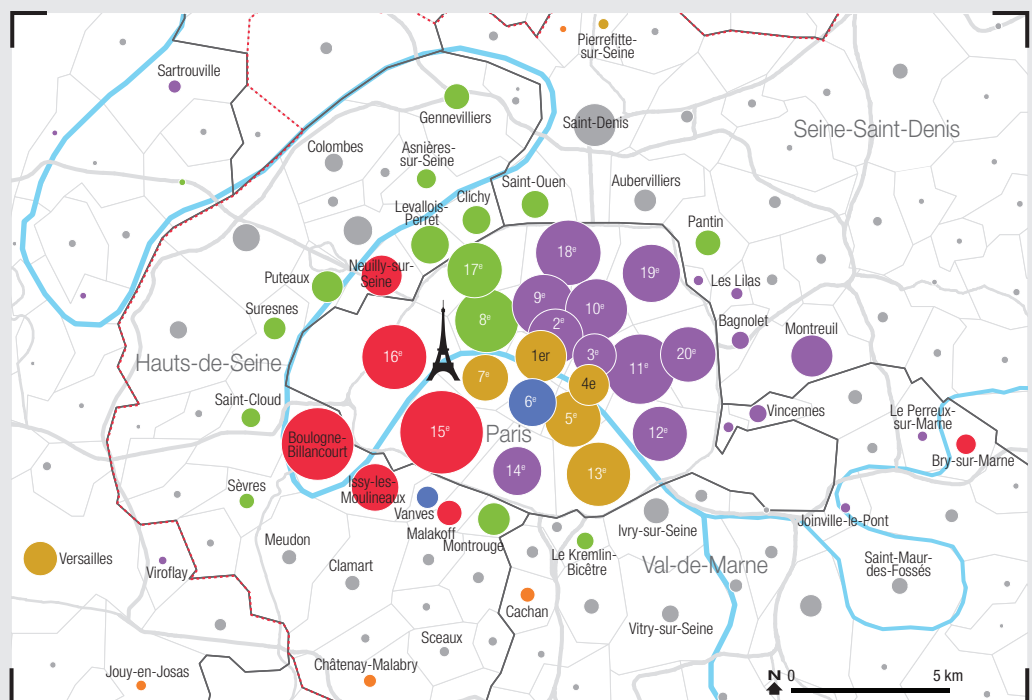 Pierrefitte-
sur-Seine
Sartrouville
Gennevilliers
Saint-Denis
Seine-Saint-Denis
Colombes
Asnières-
sur-Seine
Saint-Ouen
Aubervilliers
Clichy
Levallois-
Perret
Pantin
18e
19e
17e
Neuilly-sur-
Seine
Puteaux
Les Lilas
9e
10e
Suresnes
8e
2e
Bagnolet
Montreuil
Hauts-de-Seine
16e
1er
3e
11e
20e
7e
4e
Saint-Cloud
6e
5e
Vincennes
Le Perreux-
sur-Marne
15e
Paris
12e
Boulogne-
Billancourt
Bry-sur-Marne
14e
13e
Issy-les-
Moulineaux
Sèvres
Vanves
Malakoff
Montrouge
Ivry-sur-Seine
Joinville-le-Pont
Meudon
Versailles
Viroflay
Clamart
Le Kremlin-
Bicêtre
Val-de-Marne
Saint-Maur-
des-Fossés
Cachan
Vitry-sur-Seine
Sceaux
Jouy-en-Josas
Châtenay-Malabry
N 0 5 km